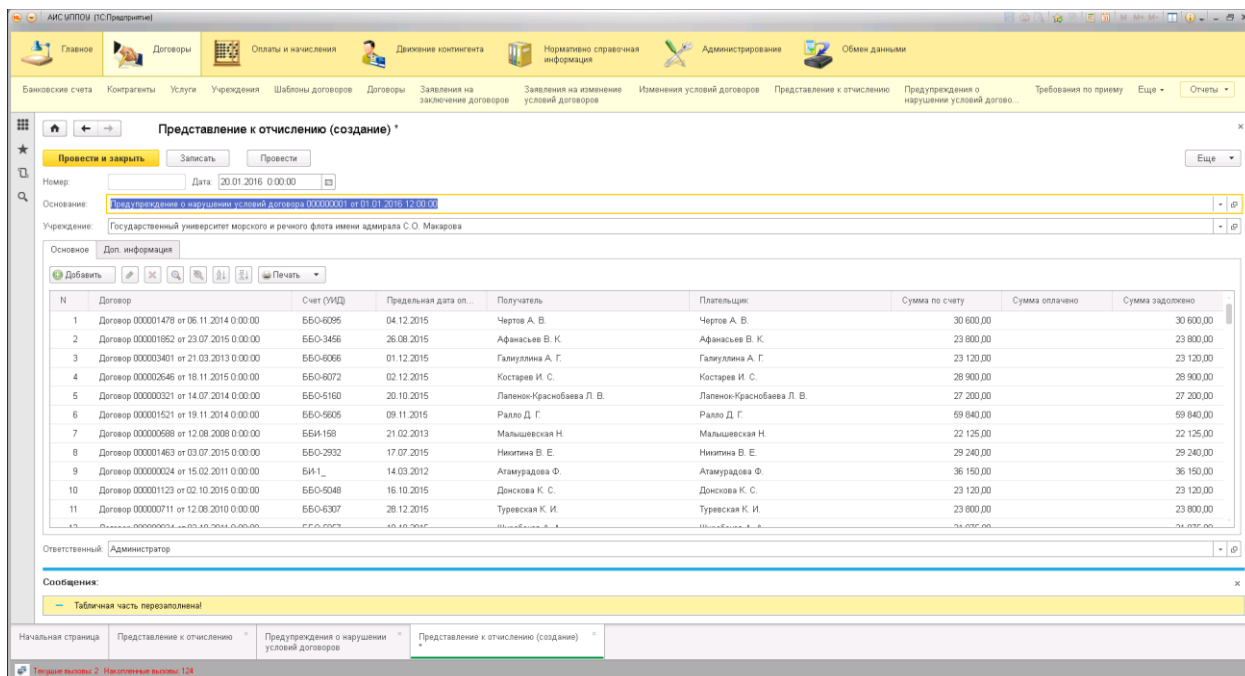 АИС УППОУ (1С:Предприятие)
M M+ M-
Главное
Договоры
Оплаты и начисления
Движение контингента
Нормативно справочная
информация
Администрирование
Обмен данными
Банковские счета Контрагенты Услуги Учреждения Шаблоны договоров Договоры
Заявления на
заключение договоров
Заявления на изменение
условий договоров
Изменения условий договоров Представление к отчислению
Предупреждения о
нарушении условий догово...
Требования по приему Еще Отчеты
Представление к отчислению (создание) *
Провести и закрыть Записать Провести Еще
Номер: Дата: 20.01.2016 0:00:00
Основание: Предупреждение о нарушении условий договора 000000001 от 01.01.2016 12:00:00
Учреждение: Государственный университет морского и речного флота имени адмирала С.О. Макарова
Основное Доп. информация
Добавить Печать
N Договор Счет (УИД) Предельная дата оп... Получатель Плательщик Сумма по счету Сумма оплачено Сумма задолжено
1 Договор 000001478 от 06.11.2014 0:00:00 ББО-6095 04.12.2015 Чертов А. В. Чертов А. В. 30 600,00 30 600,00
2 Договор 000001852 от 23.07.2015 0:00:00 ББО-3456 26.08.2015 Афанасьев В. К. Афанасьев В. К. 23 800,00 23 800,00
3 Договор 000003401 от 21.03.2013 0:00:00 ББО-6066 01.12.2015 Галиуллина А. Г. Галиуллина А. Г. 23 120,00 23 120,00
4 Договор 000002646 от 18.11.2015 0:00:00 ББО-6072 02.12.2015 Костарев И. С. Костарев И. С. 28 900,00 28 900,00
5 Договор 000000321 от 14.07.2014 0:00:00 ББО-5160 20.10.2015 Лапенок-Краснобаева Л. В. Лапенок-Краснобаева Л. В. 27 200,00 27 200,00
6 Договор 000001521 от 19.11.2014 0:00:00 ББО-5605 09.11.2015 Ралло Д. Г. Ралло Д. Г. 59 840,00 59 840,00
7 Договор 000000588 от 12.08.2008 0:00:00 ББИ-158 21.02.2013 Малышевская Н. Малышевская Н. 22 125,00 22 125,00
8 Договор 000001463 от 03.07.2015 0:00:00 ББО-2932 17.07.2015 Никитина В. Е. Никитина В. Е. 29 240,00 29 240,00
9 Договор 000000024 от 15.02.2011 0:00:00 БИ-1_ 14.03.2012 Атамурадова Ф. Атамурадова Ф. 36 150,00 36 150,00
10 Договор 000001123 от 02.10.2015 0:00:00 ББО-5048 16.10.2015 Донскова К. С. Донскова К. С. 23 120,00 23 120,00
11 Договор 000000711 от 12.08.2010 0:00:00 ББО-6307 28.12.2015 Туревская К. И. Туревская К. И. 23 800,00 23 800,00
Ответственный: Администратор
Сообщения:
— Табличная часть перезаполнена!
Начальная страница
Представление к отчислению
Предупреждения о нарушении
условий договоров
Представление к отчислению (создание)
*
Текущие вызовы: 2 Накопленные вызовы: 124